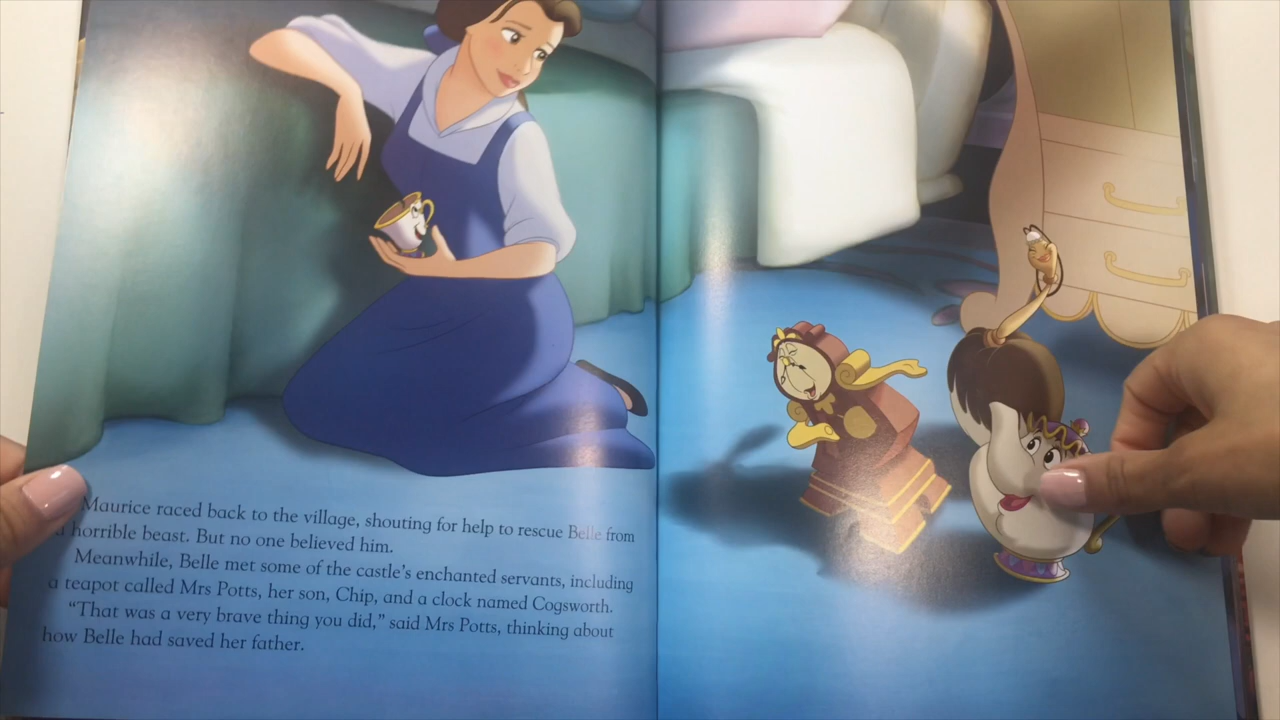 Maurice raced back to the village, shouting for help to rescue Belle from
a horrible beast. But no one believed him.
Meanwhile, Belle met some of the castle's enchanted servants, including
a teapot called Mrs Potts, her son, Chip, and a clock named Cogsworth.
"That was a very brave thing you did," said Mrs Potts, thinking about
how Belle had saved her father.